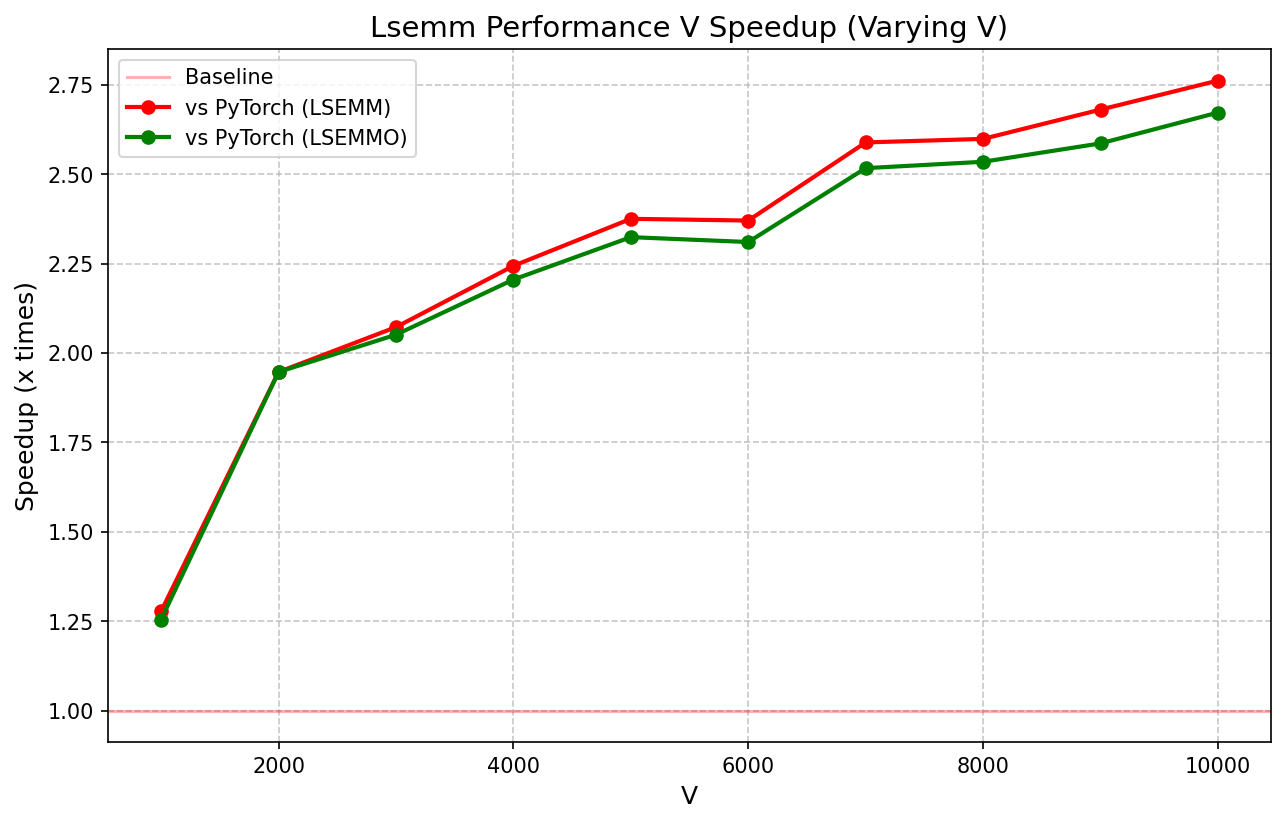 Lsemm Performance V Speedup (Varying V)
Baseline
vs PyTorch (LSEMM)
vs PyTorch (LSEMMO)
Speedup (x times)
2.75
2.50
2.25
2.00
1.75
1.50
1.25
1.00
2000 4000 6000 8000 10000
V